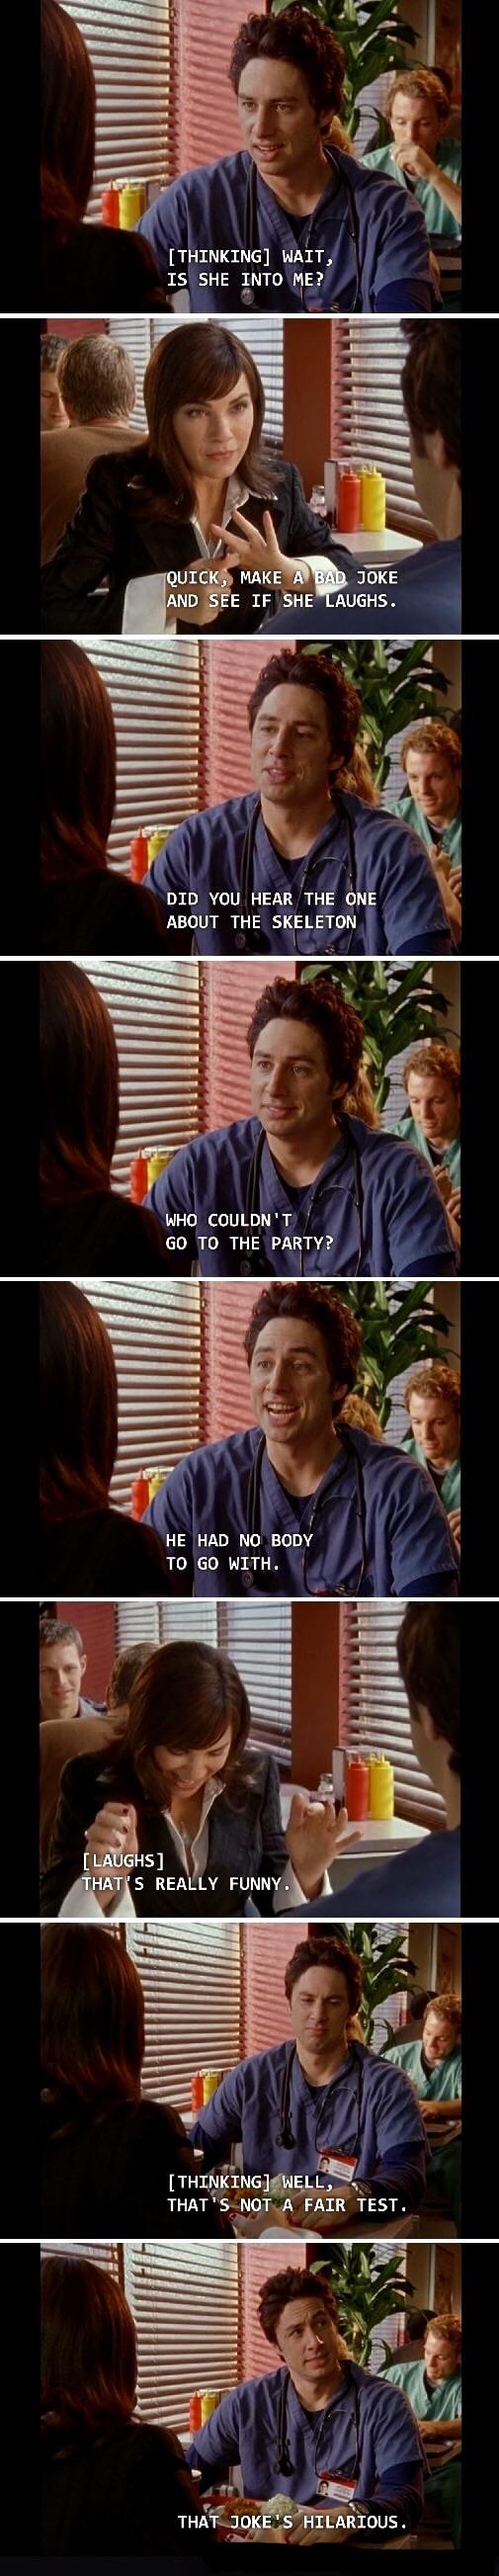 [THINKING] WAIT,
IS SHE INTO ME?
QUICK, MAKE A BAD JOKE
AND SEE IF SHE LAUGHS.
DID YOU HEAR THE ONE
ABOUT THE SKELETON
WHO COULDN'T
GO TO THE PARTY?
HE HAD NO BODY
TO GO WITH.
[LAUGHS]
THAT'S REALLY FUNNY.
[THINKING] WELL,
THAT'S NOT A FAIR TEST.
THAT JOKE'S HILARIOUS.